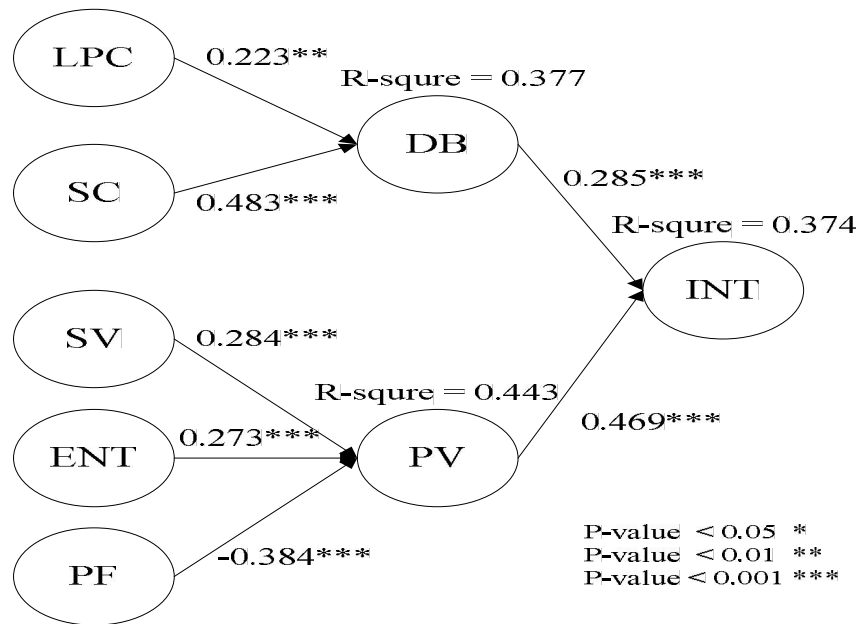 LPC
0.223**
R-squre = 0.377
DB
SC
0.483***
0.285***
R-squre = 0.374
INT
SV
0.284***
R-squre = 0.443
ENT
0.273***
PV
0.469***
PF
-0.384***
P-value < 0.05 *
P-value < 0.01 **
P-value < 0.001 ***